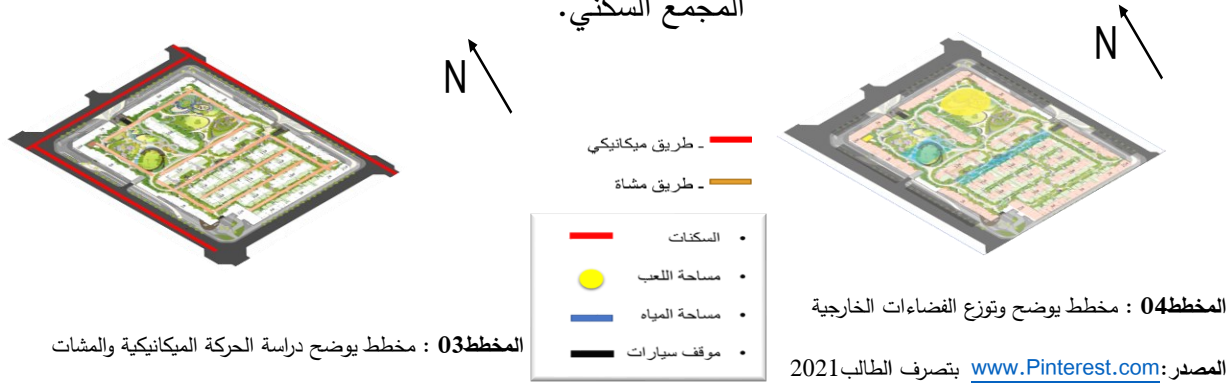 المجمع السكني.
N
N
ـ طريق ميكانيكي
ـ طريق مشاة
• السكنات
• مساحة اللعب
• مساحة المياه
• موقف سيارات
المخطط04 : مخطط يوضح وتوزع الفضاءات الخارجية
المخطط03 : مخطط يوضح دراسة الحركة الميكانيكية والمشات
المصدر:www.Pinterest.com بتصرف الطالب2021